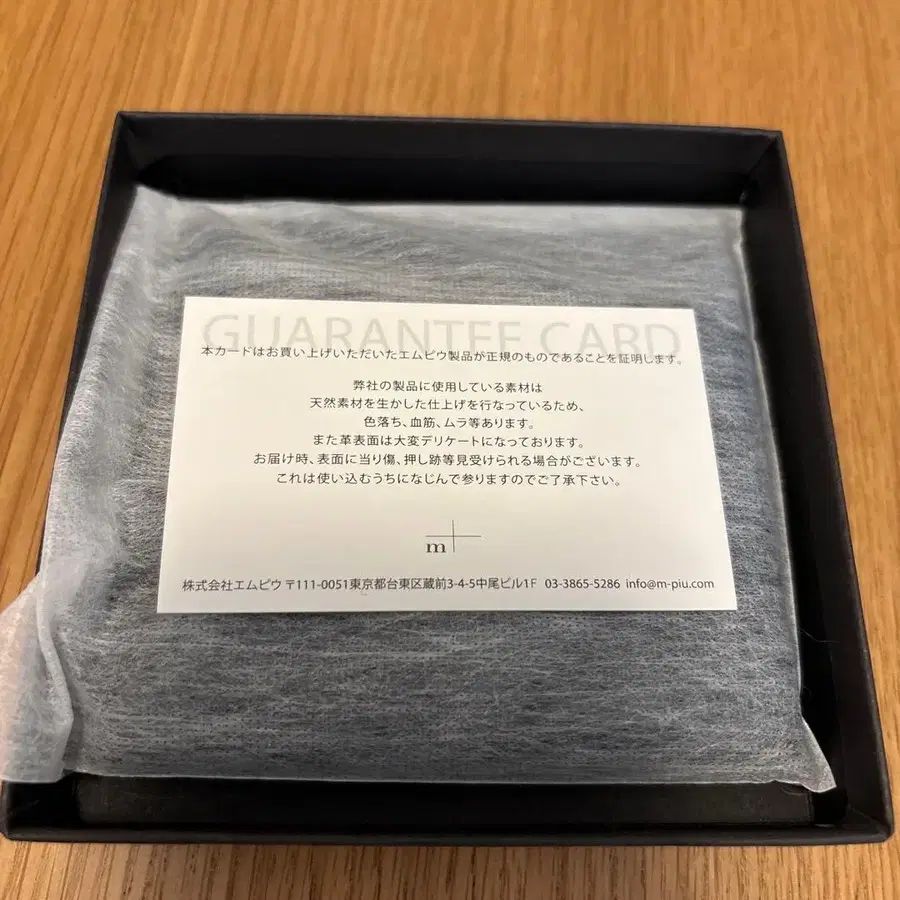 GUARANTEE CARD
本カードはお買い上げいただいたエムピウ製品が正規のものであることを証明します。
弊社の製品に使用している素材は
天然素材を生かした仕上げを行なっているため、
色落ち、血筋、ムラ等あります。
また革表面は大変デリケートになっております。
お届け時、表面に当り傷、押し跡等見受けられる場合がございます。
これは使い込むうちになじんで参りますのでご了承下さい。
m+
株式会社エムピウ 〒111-0051東京都台東区蔵前3-4-5中尾ビル1F 03-3865-5286 info@m-piu.com